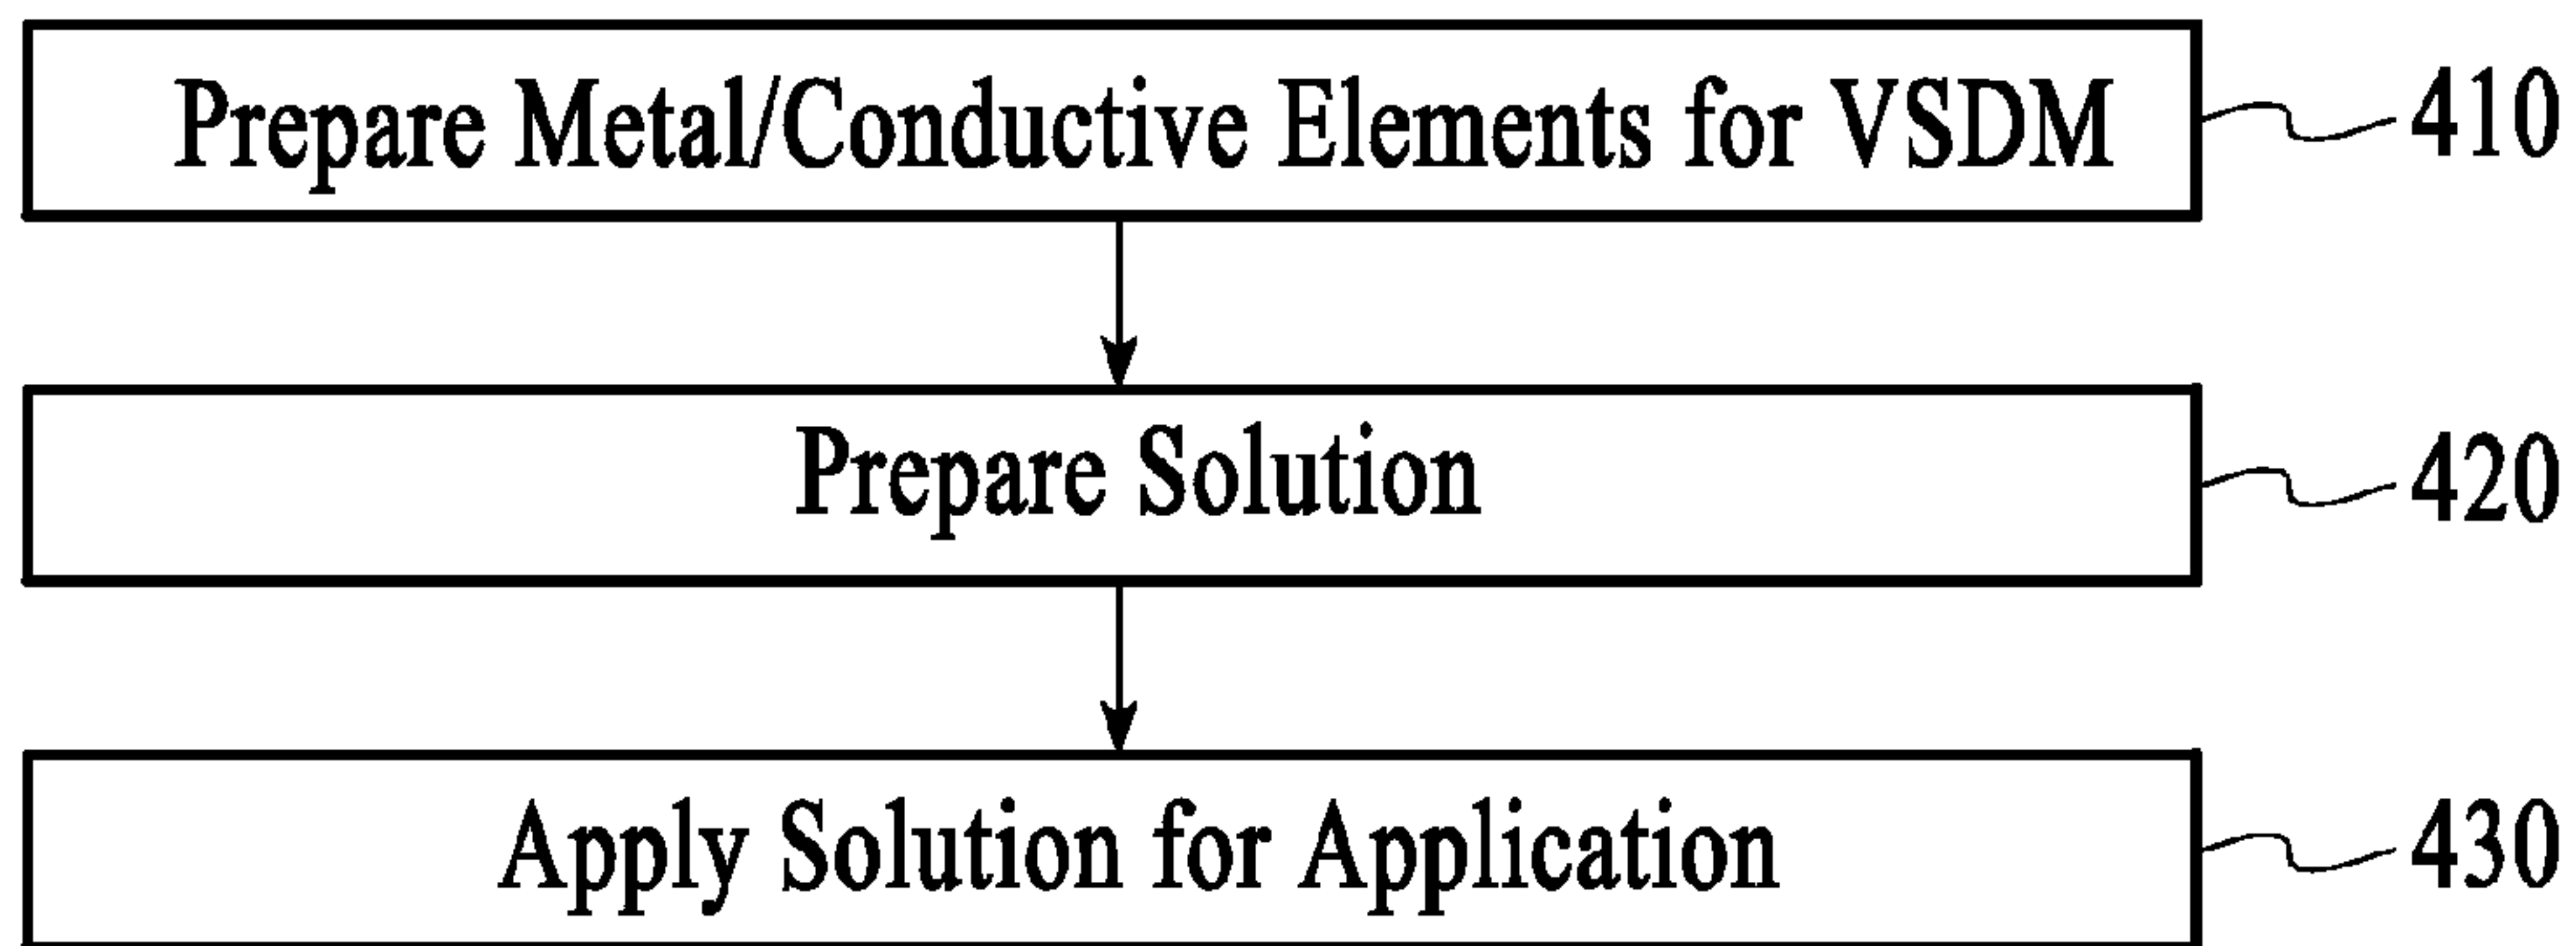 Prepare Metal/Conductive Elements for VSDM 410
Prepare Solution 420
Apply Solution for Application 430